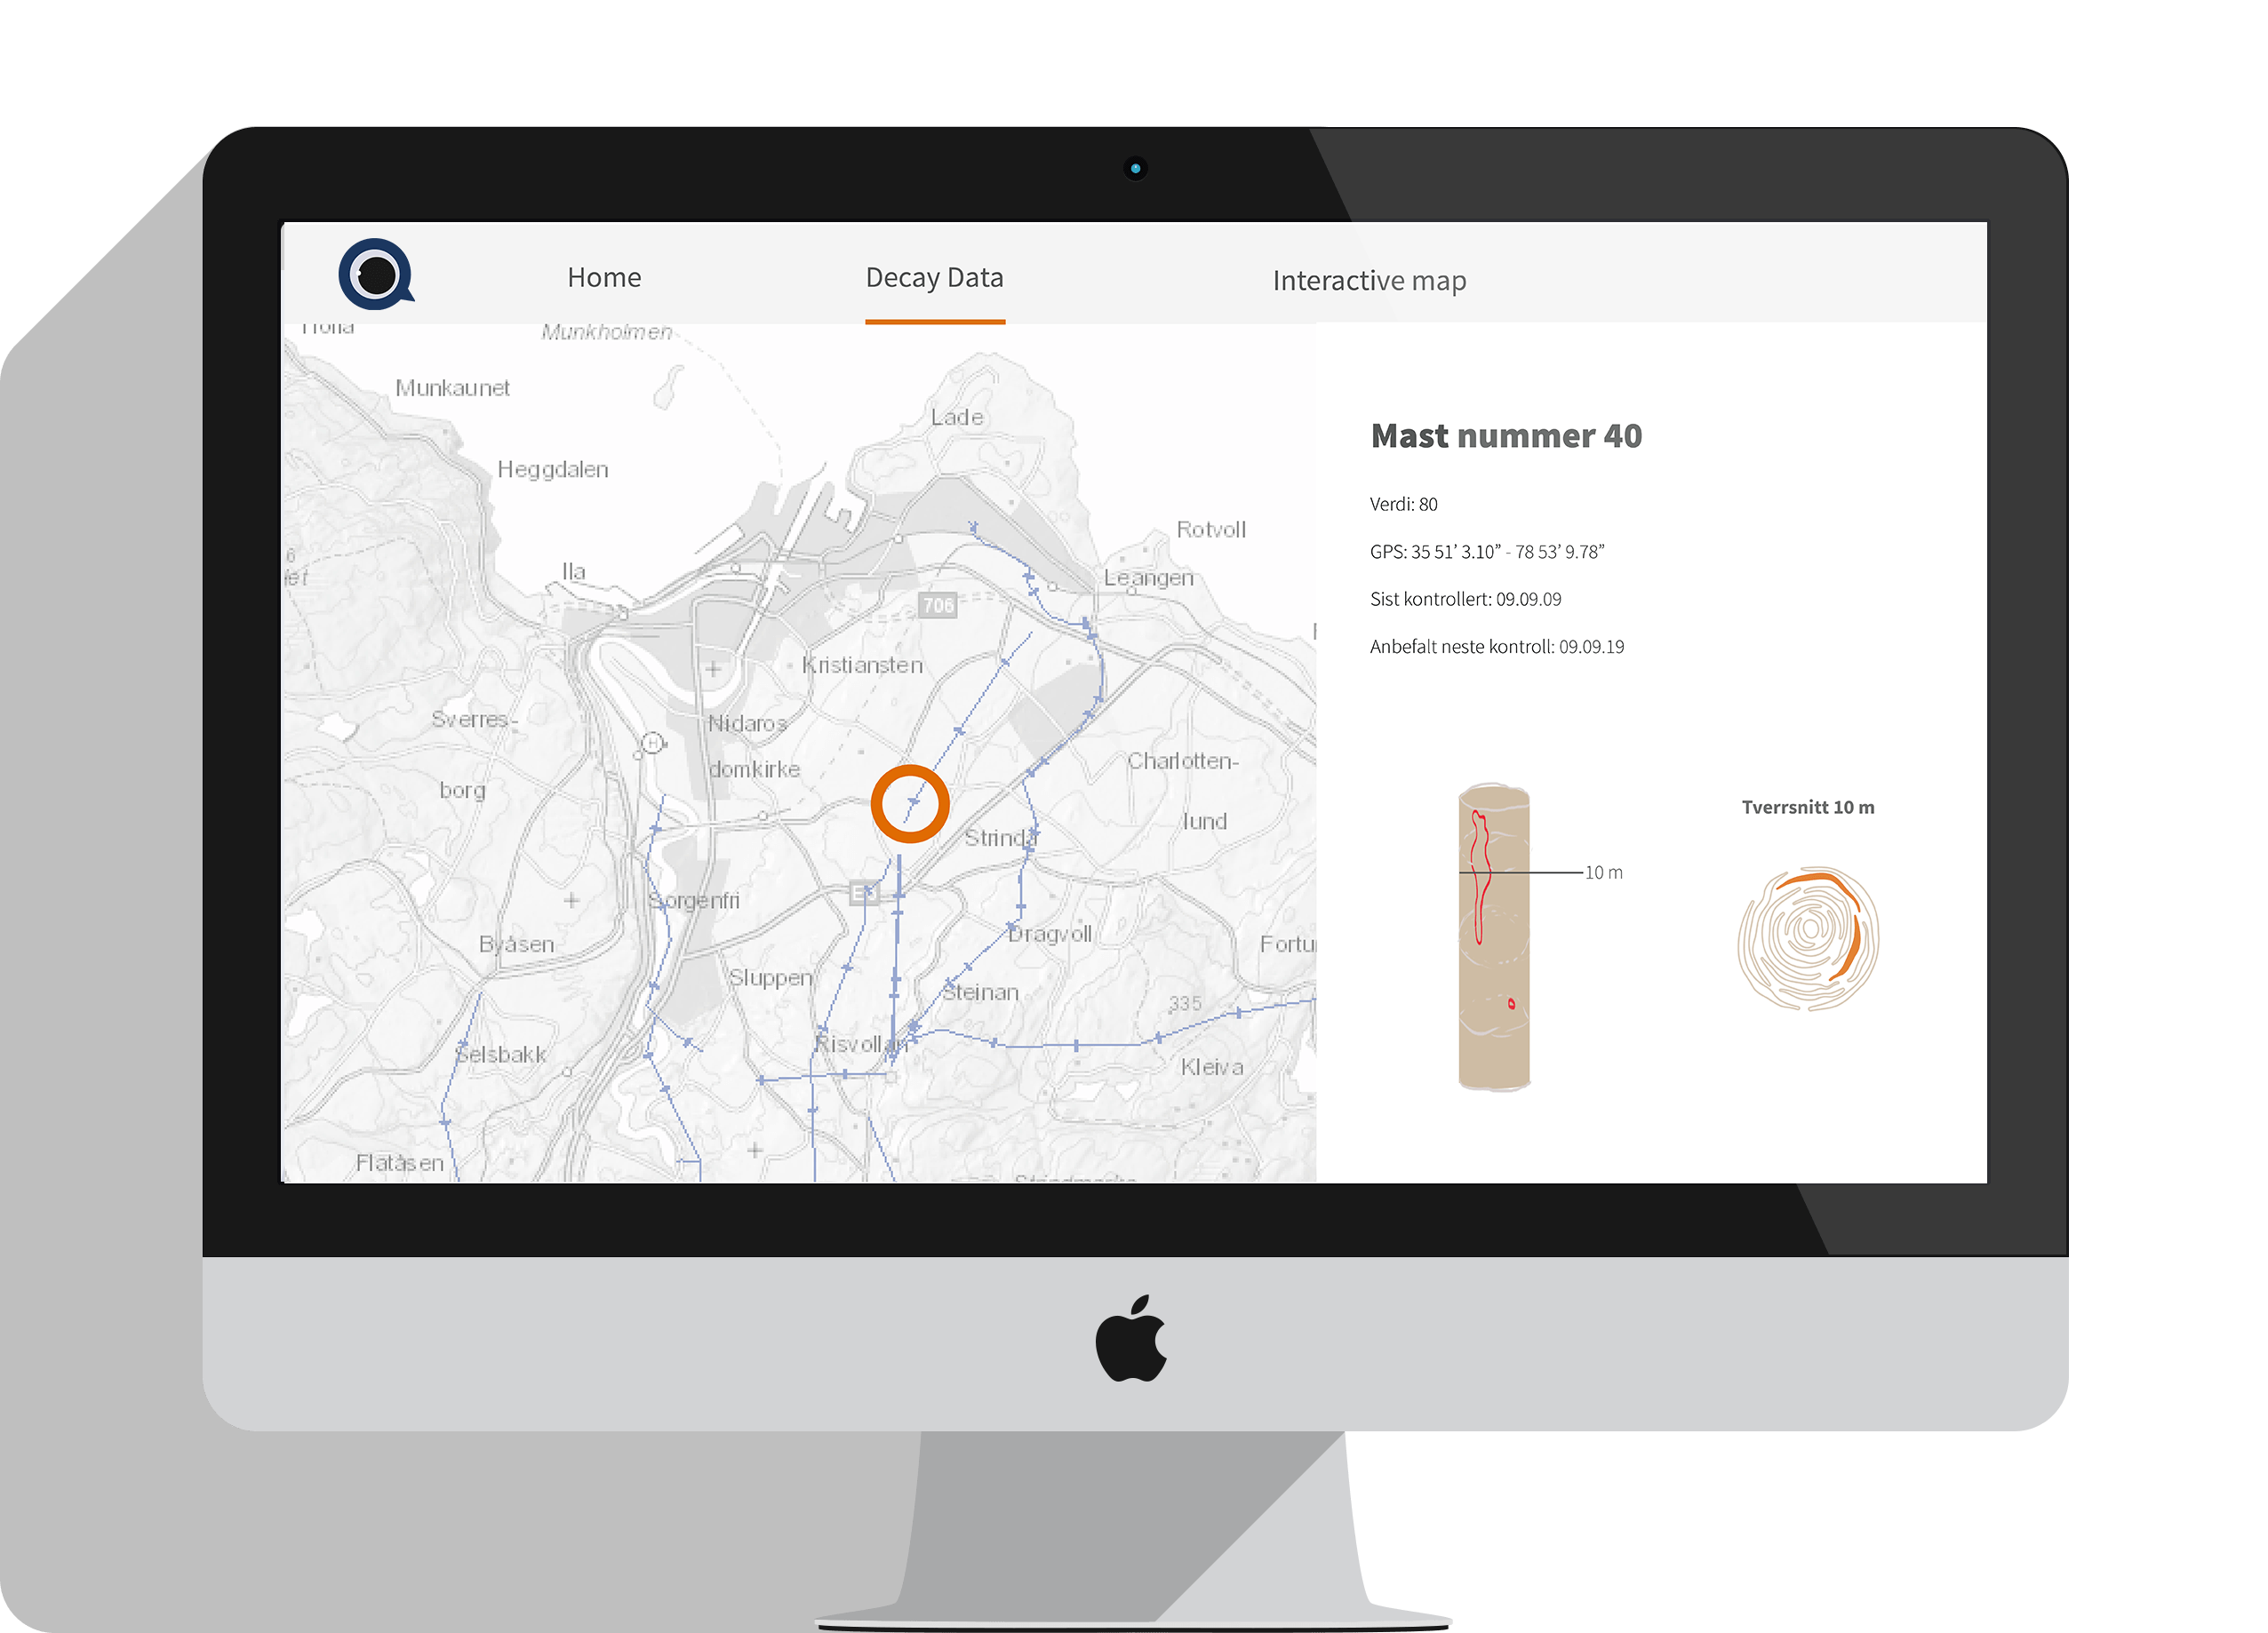 Home
Decay Data
Interactive map
Munkholmen
Munkaunet
Lade
Heggdalen
Rotvoll
Ila
Leangen
706
Kristiansten
Sverres-
borg
Nidaros
domkirke
Charlotten-
lund
Strinda
Sorgenfri
Byåsen
Dragvoll
Sluppen
Steinan
335
Risvollan
Selsbakk
Kleiva
Flatåsen
H
Mast nummer 40
Verdi: 80
GPS: 35 51’ 3.10” - 78 53’ 9.78”
Sist kontrollert: 09.09.09
Anbefalt neste kontroll: 09.09.19
10 m
Tverrsnitt 10 m